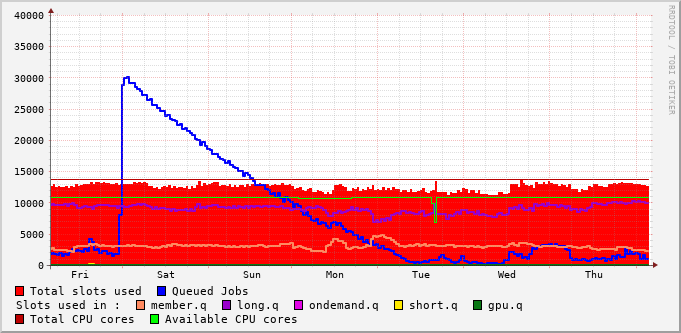 RRDTOOL / TOBI OETIKER
40000
35000
30000
25000
20000
15000
10000
5000
0
Fri Sat Sun Mon Tue Wed Thu
Total slots used Queued Jobs
Slots used in : member.q long.q ondemand.q short.q gpu.q
Total CPU cores Available CPU cores